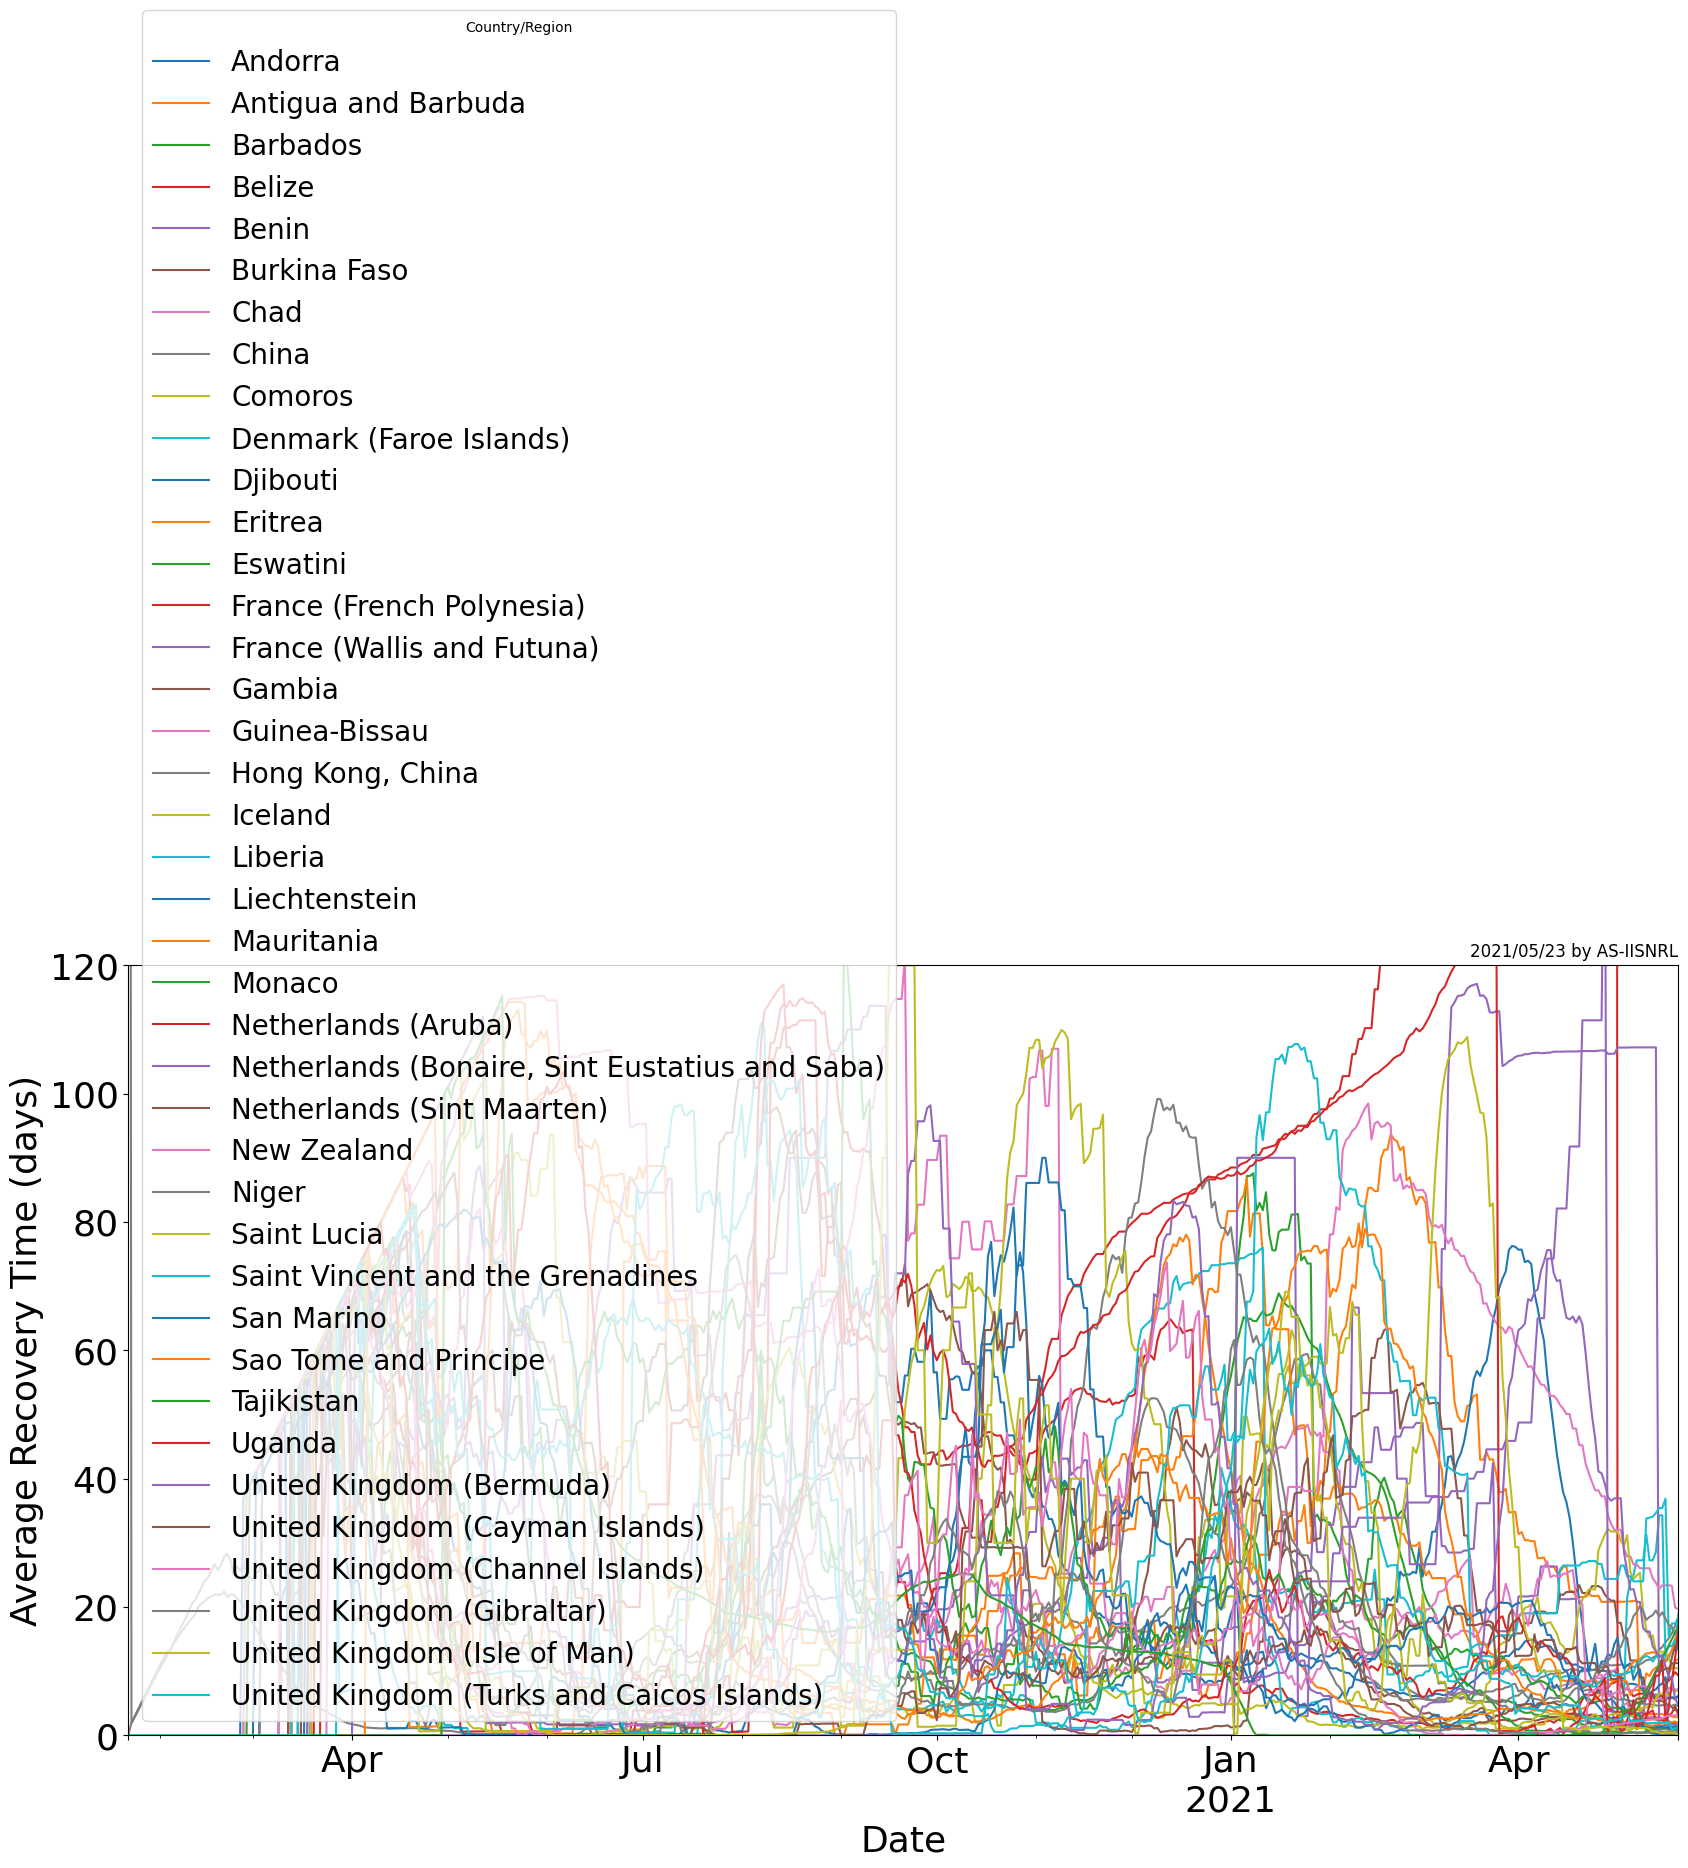 Country/Region
Andorra
Antigua and Barbuda
Barbados
Belize
Benin
Burkina Faso
Chad
China
Comoros
Denmark (Faroe Islands)
Djibouti
Eritrea
Eswatini
France (French Polynesia)
France (Wallis and Futuna)
Gambia
Guinea-Bissau
Hong Kong, China
Iceland
Liberia
Liechtenstein
Mauritania
Monaco
Netherlands (Aruba)
Netherlands (Bonaire, Sint Eustatius and Saba)
Netherlands (Sint Maarten)
New Zealand
Niger
Saint Lucia
Saint Vincent and the Grenadines
San Marino
Sao Tome and Principe
Tajikistan
Uganda
United Kingdom (Bermuda)
United Kingdom (Cayman Islands)
United Kingdom (Channel Islands)
United Kingdom (Gibraltar)
United Kingdom (Isle of Man)
United Kingdom (Turks and Caicos Islands)
2021/05/23 by AS-IISNRL
Average Recovery Time (days)
120
100
80
60
40
20
0
Apr Jul Oct Jan Apr
2021
Date